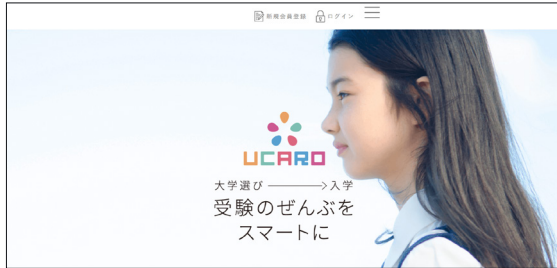 新規会員登録 ログイン
UCARO
大学選び → 入学
受験のぜんぶを
スマートに